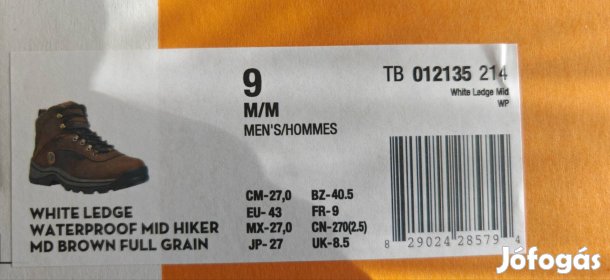 9
M/M
MEN'S/HOMMES
TB 012135 214
White Ledge Mid
WP
WHITE LEDGE
WATERPROOF MID HIKER
MD BROWN FULL GRAIN
CM-27,0 BZ-40.5
EU- 43 FR-9
MX-27,0 CN-270(2.5)
JP- 27 UK-8.5
8 29024 28579 4
Jófogás